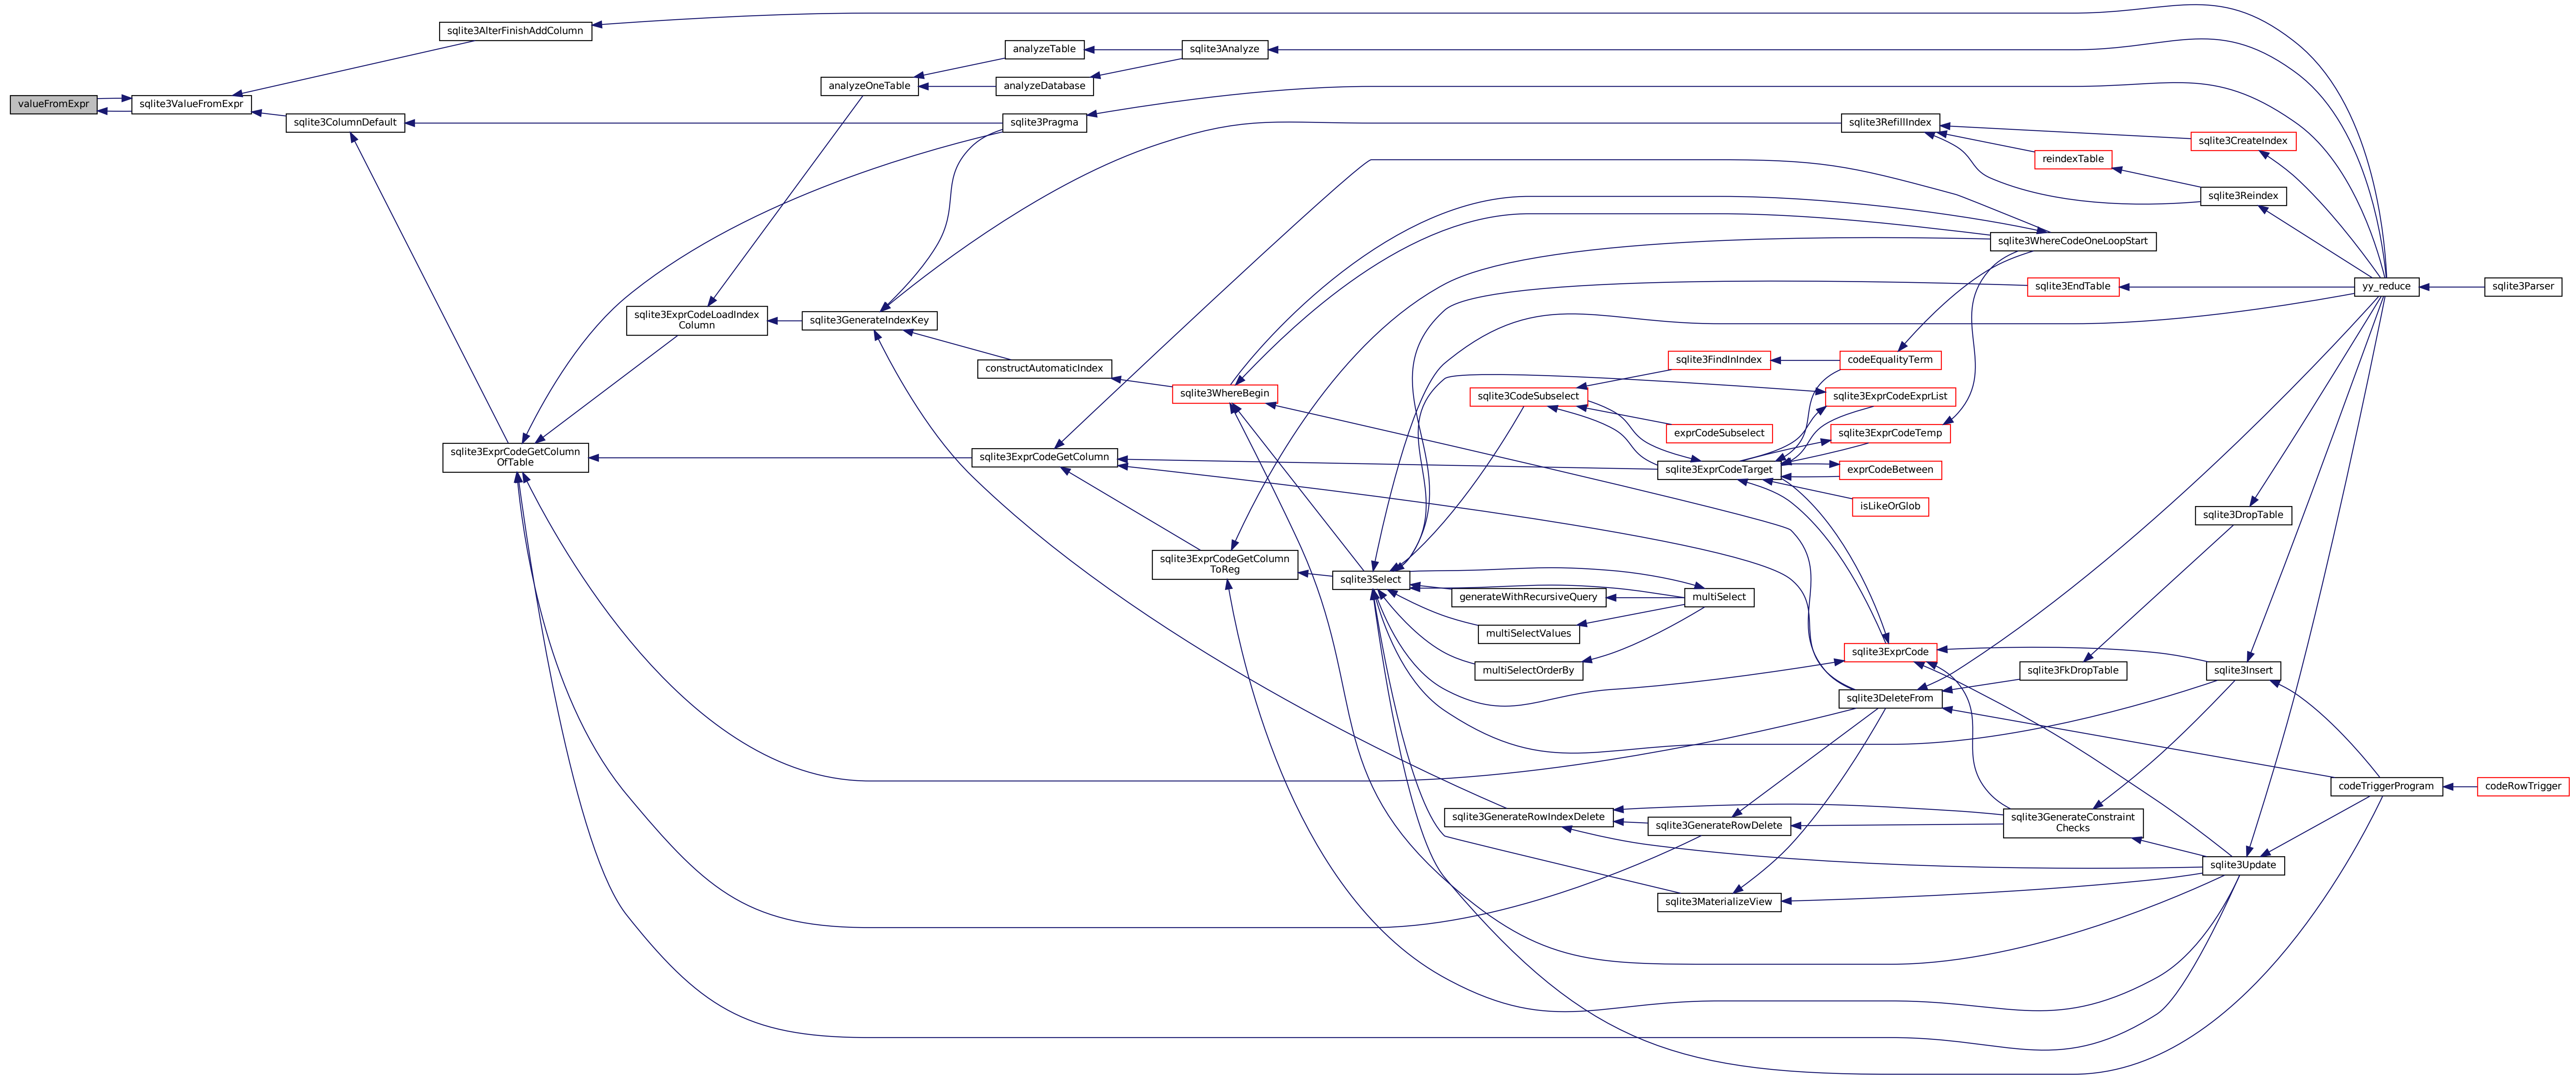 valueFromExpr
sqlite3ValueFromExpr
sqlite3AlterFinishAddColumn
sqlite3ColumnDefault
sqlite3ExprCodeGetColumn
OfTable
sqlite3ExprCodeLoadIndex
Column
analyzeOneTable
analyzeTable
analyzeDatabase
sqlite3Analyze
sqlite3Pragma
sqlite3GenerateIndexKey
constructAutomaticIndex
sqlite3ExprCodeGetColumn
sqlite3WhereBegin
sqlite3ExprCodeGetColumn
ToReg
sqlite3Select
sqlite3CodeSubselect
generateWithRecursiveQuery
multiSelectValues
multiSelectOrderBy
sqlite3GenerateRowIndexDelete
sqlite3FindInIndex
exprCodeSubselect
sqlite3ExprCodeTarget
multiSelect
sqlite3GenerateRowDelete
sqlite3MaterializeView
sqlite3RefillIndex
codeEqualityTerm
sqlite3ExprCodeExprList
sqlite3ExprCodeTemp
exprCodeBetween
isLikeOrGlob
sqlite3ExprCode
sqlite3DeleteFrom
reindexTable
sqlite3WhereCodeOneLoopStart
sqlite3EndTable
sqlite3FkDropTable
sqlite3GenerateConstraint
Checks
sqlite3CreateIndex
sqlite3Reindex
sqlite3DropTable
sqlite3Insert
sqlite3Update
yy_reduce
codeTriggerProgram
sqlite3Parser
codeRowTrigger